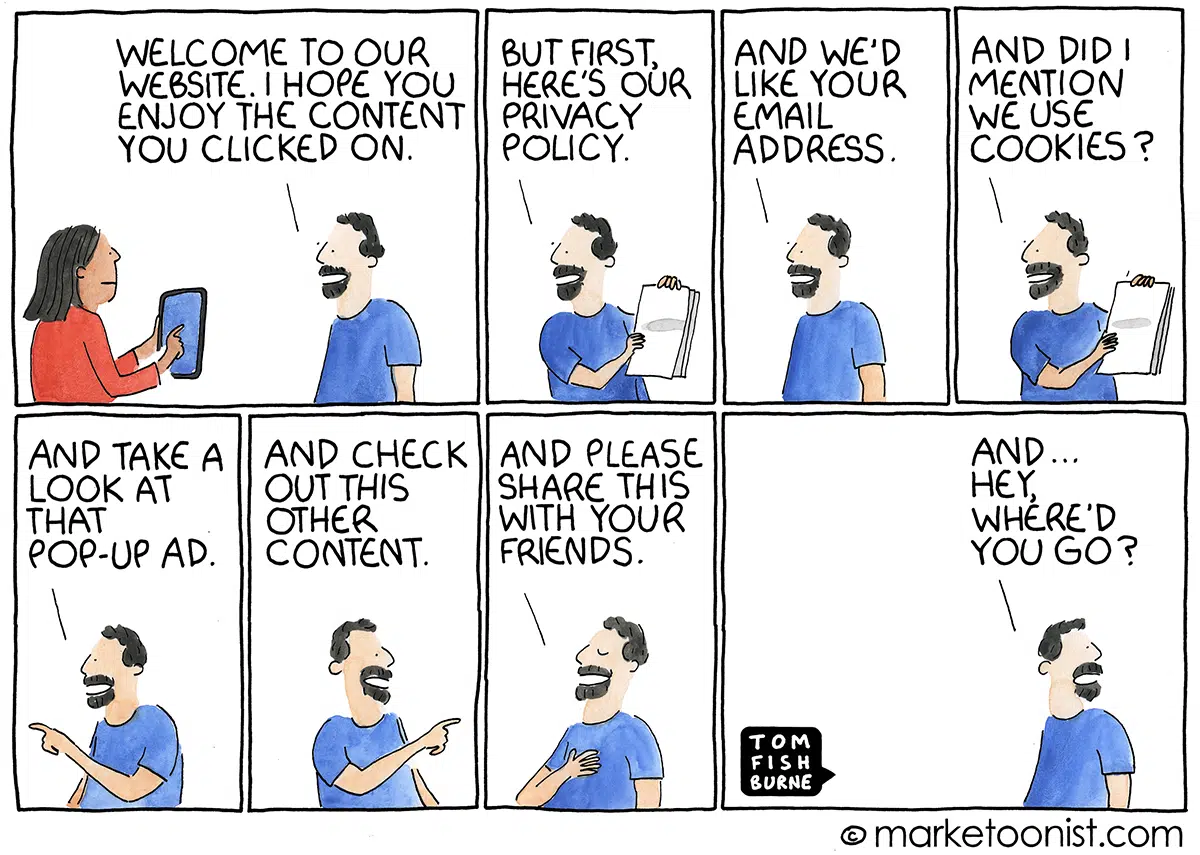 WELCOME TO OUR
WEBSITE. I HOPE YOU
ENJOY THE CONTENT
YOU CLICKED ON.
BUT FIRST,
HERE'S OUR
PRIVACY
POLICY.
AND WE'D
LIKE YOUR
EMAIL
ADDRESS.
AND DID I
MENTION
WE USE
COOKIES?
AND TAKE A
LOOK AT
THAT
POP-UP AD.
AND CHECK
OUT THIS
OTHER
CONTENT.
AND PLEASE
SHARE THIS
WITH YOUR
FRIENDS.
AND...
HEY,
WHERE'D
YOU GO?
TOM
FISH
BURNE
© marketoonist.com